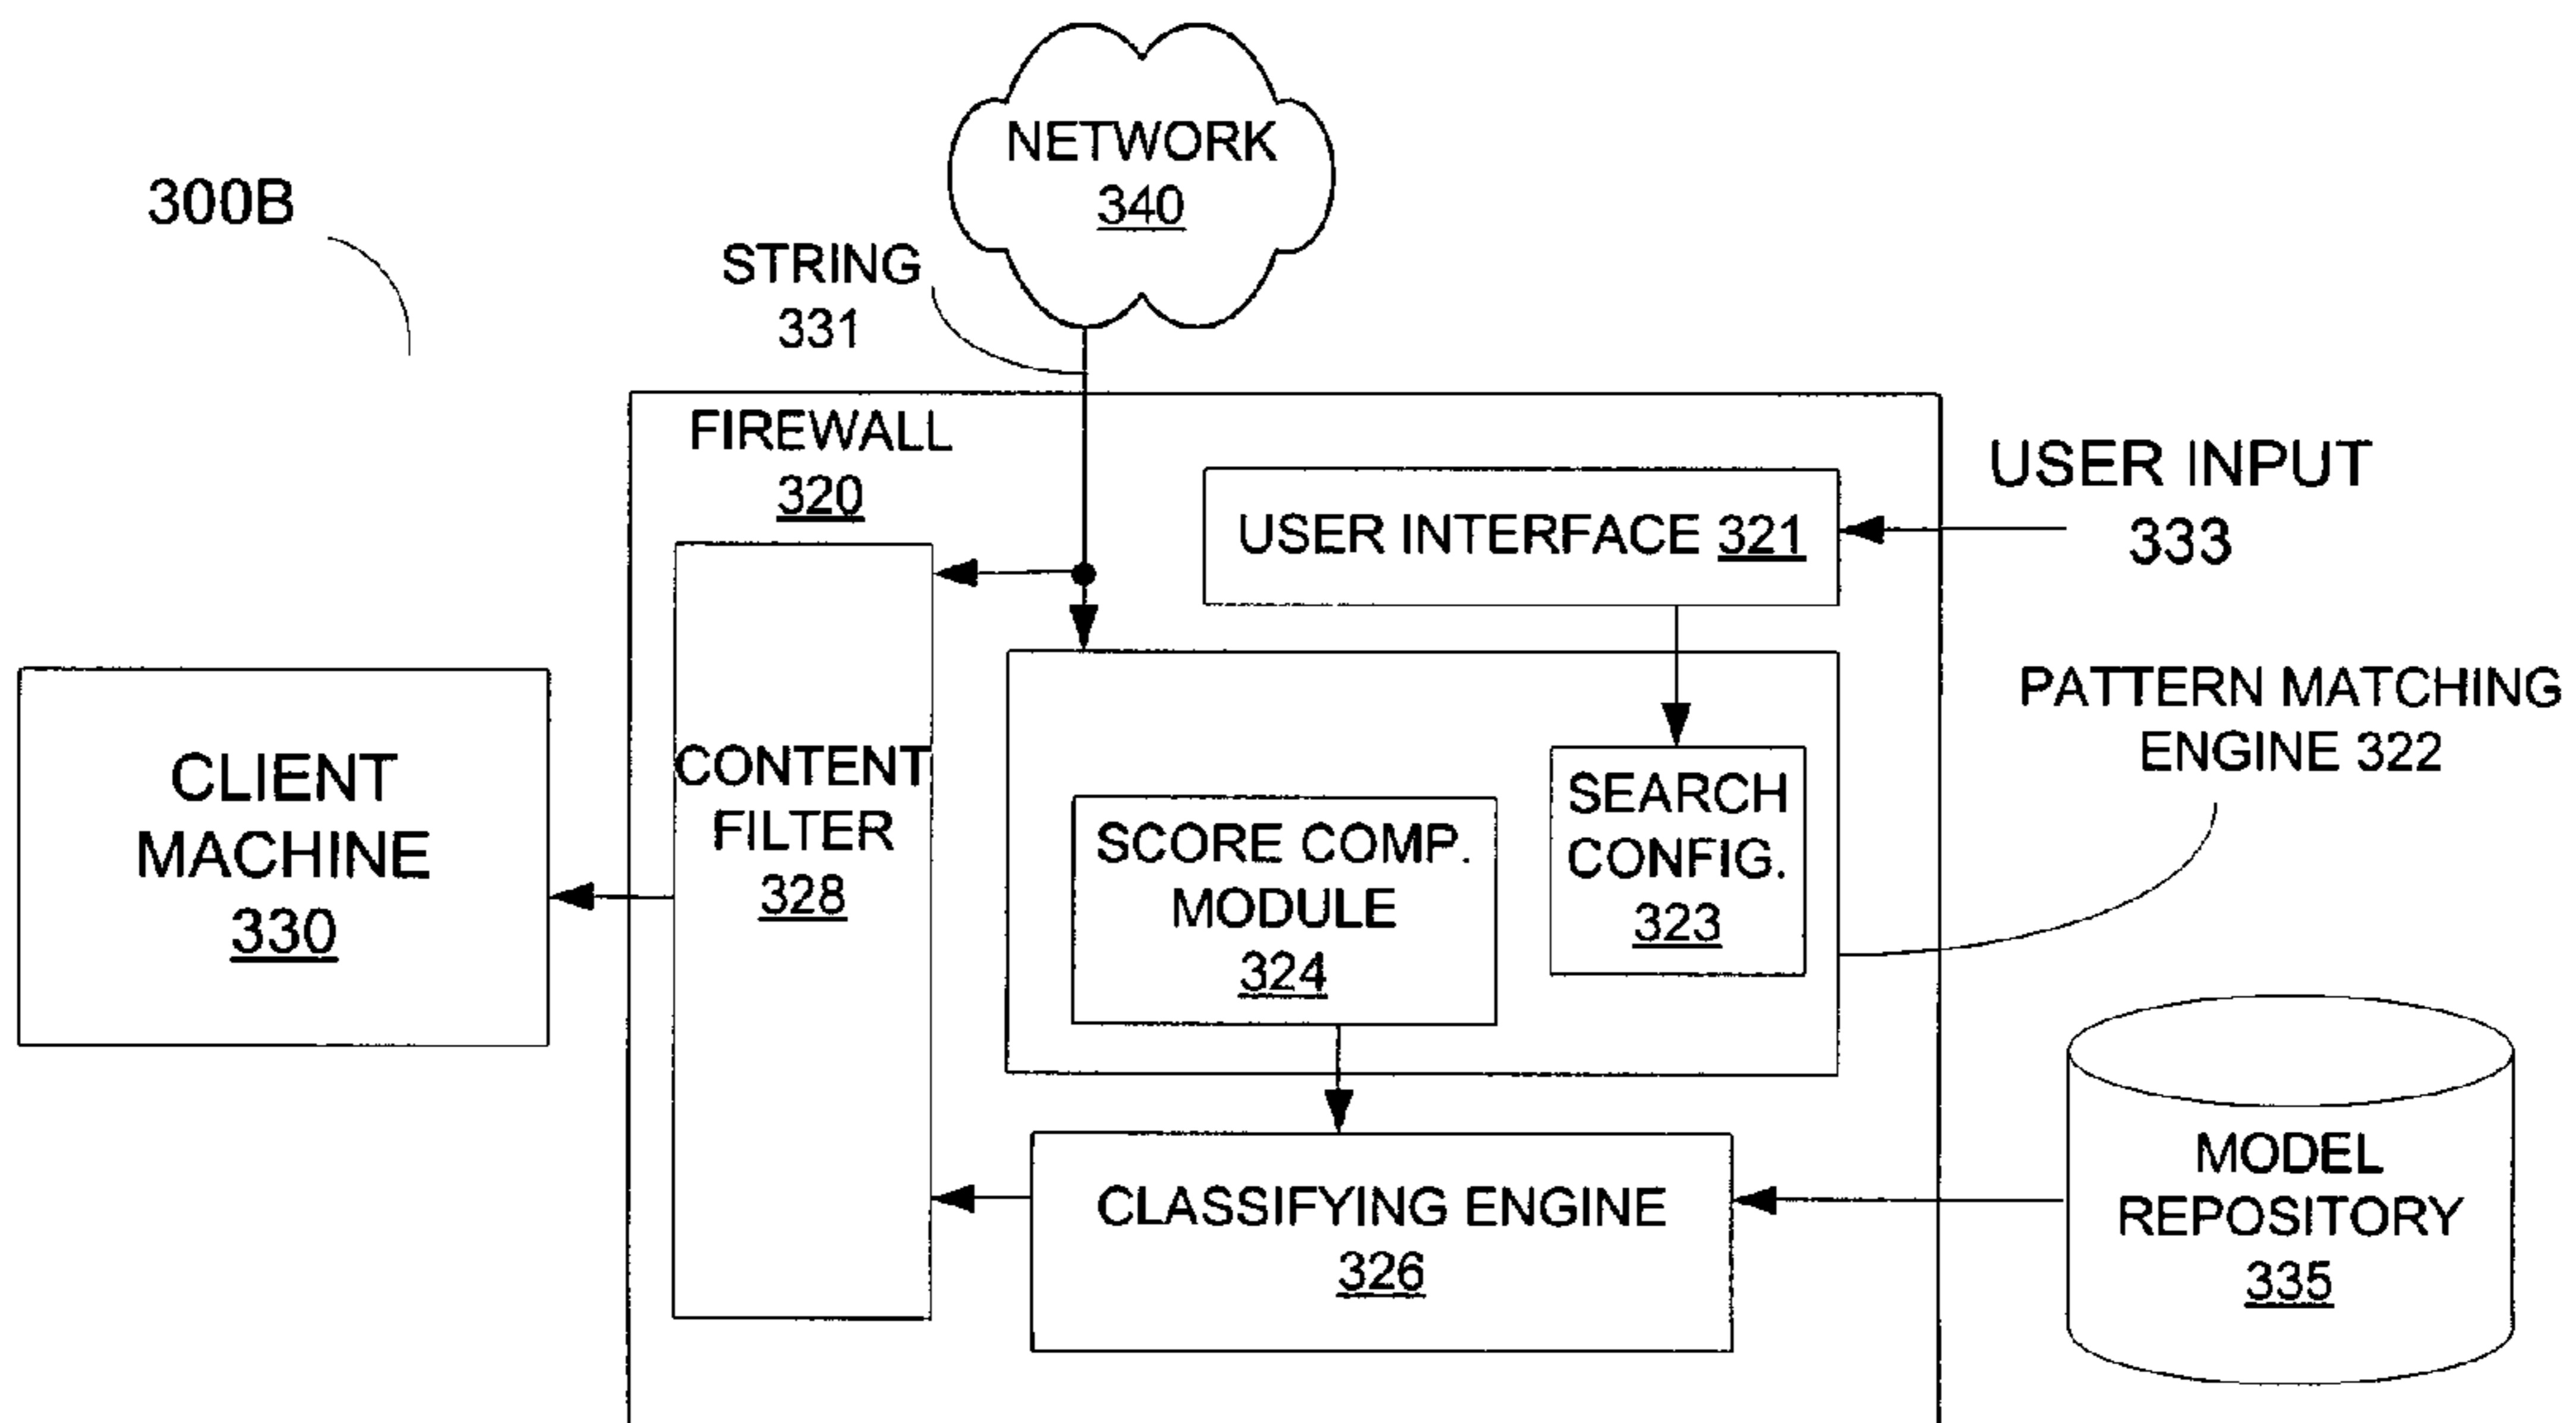 NETWORK
340
300B
STRING
331
FIREWALL
320
USER INTERFACE 321
USER INPUT
333
PATTERN MATCHING
ENGINE 322
CLIENT
MACHINE
330
CONTENT
FILTER
328
SCORE COMP.
MODULE
324
SEARCH
CONFIG.
323
CLASSIFYING ENGINE
326
MODEL
REPOSITORY
335